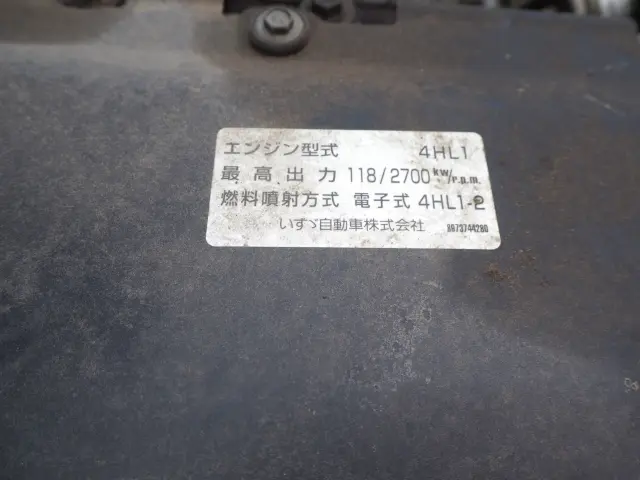 エンジン型式 4HL1
最高出力 118/2700 kw/r.p.m.
燃料噴射方式 電子式 4HL1-2
いすゞ自動車株式会社 8973744280